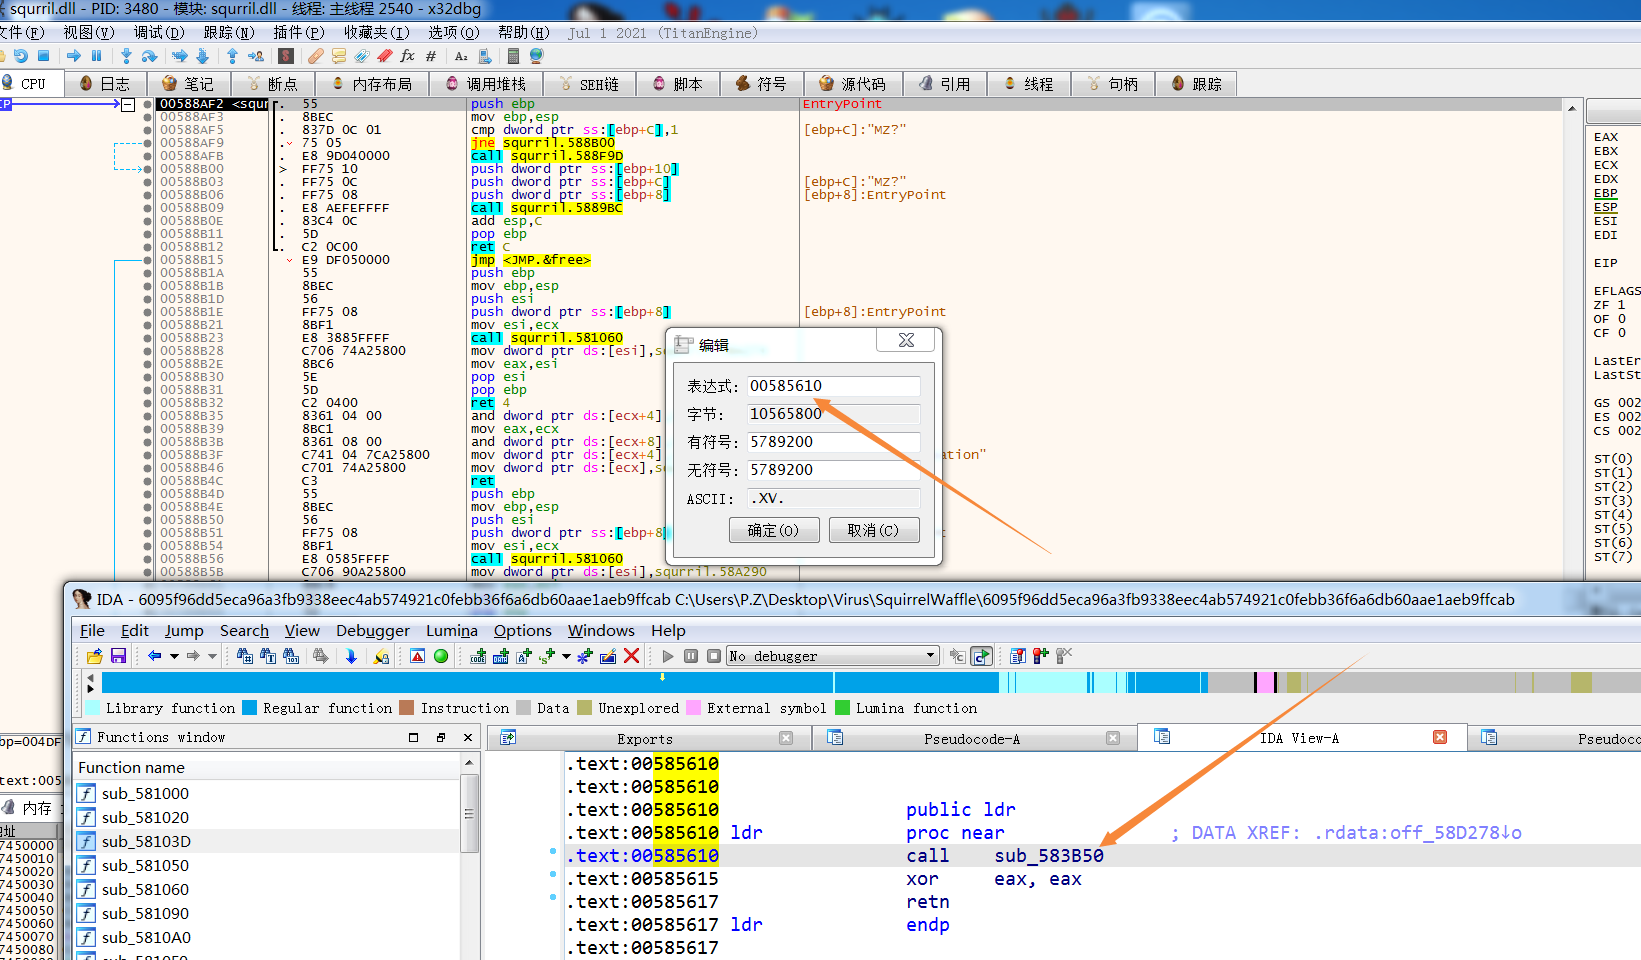 squrril.dll - PID: 3480 - 模块: squrril.dll - 线程: 主线程 2540 - x32dbg
文件(F) 视图(V) 调试(D) 跟踪(N) 插件(P) 收藏夹(I) 选项(O) 帮助(H) Jul 1 2021 (TitanEngine)
CPU 日志 笔记 断点 内存布局 调用堆栈 SEH链 脚本 符号 源代码 引用 线程 句柄 跟踪
00588AF2 <squr . 55 push ebp EntryPoint
00588AF3 . 8BEC mov ebp,esp
00588AF5 . 837D 0C 01 cmp dword ptr ss:[ebp+C],1 [ebp+C]:"MZ?"
00588AF9 . 75 05 jne squrril.588B00
00588AFB . E8 9D040000 call squrril.588F9D
00588B00 > FF75 10 push dword ptr ss:[ebp+10]
00588B03 . FF75 0C push dword ptr ss:[ebp+C] [ebp+C]:"MZ?"
00588B06 . FF75 08 push dword ptr ss:[ebp+8] [ebp+8]:EntryPoint
00588B09 . E8 AEFEFFFF call squrril.5889BC
00588B0E . 83C4 0C add esp,C
00588B11 . 5D pop ebp
00588B12 . C2 0C00 ret C
00588B15 E9 DF050000 jmp <JMP.&free>
00588B1A 55 push ebp
00588B1B 8BEC mov ebp,esp
00588B1D 56 push esi
00588B1E FF75 08 push dword ptr ss:[ebp+8] [ebp+8]:EntryPoint
00588B21 8BF1 mov esi,ecx
00588B23 E8 3885FFFF call squrril.581060
00588B28 C706 74A25800 mov dword ptr ds:[esi],
00588B2E 8BC6 mov eax,esi
00588B30 5E pop esi
00588B31 5D pop ebp
00588B32 C2 0400 ret 4
00588B35 8361 04 00 and dword ptr ds:[ecx+4]
00588B39 8BC1 mov eax,ecx
00588B3B 8361 08 00 and dword ptr ds:[ecx+8]
00588B3F C741 04 7CA25800 mov dword ptr ds:[ecx+4] ation"
00588B46 C701 74A25800 mov dword ptr ds:[ecx],s
00588B4C C3 ret
00588B4D 55 push ebp
00588B4E 8BEC mov ebp,esp
00588B50 56 push esi
00588B51 FF75 08 push dword ptr ss:[ebp+8]
00588B54 8BF1 mov esi,ecx
00588B56 E8 0585FFFF call squrril.581060
00588B5B C706 90A25800 mov dword ptr ds:[esi],squrril.58A290
EAX
EBX
ECX
EDX
EBP
ESP
ESI
EDI
EIP
EFLAGS
ZF 1
OF 0
CF 0
LastEr
LastSt
GS 002
ES 002
CS 002
ST(0)
ST(1)
ST(2)
ST(3)
ST(4)
ST(5)
ST(6)
ST(7)
编辑
表达式: 00585610
字节: 10565800
有符号: 5789200
无符号: 5789200
ASCII: .XV.
确定(O) 取消(C)
bp=004DF
text:005
内存
址
7450000
7450010
7450020
7450030
7450040
7450050
7450060
7450070
7450080
IDA - 6095f96dd5eca96a3fb9338eec4ab574921c0febb36f6a6db60aae1aeb9ffcab C:\Users\P.Z\Desktop\Virus\SquirrelWaffle\6095f96dd5eca96a3fb9338eec4ab574921c0febb36f6a6db60aae1aeb9ffcab
File Edit Jump Search View Debugger Lumina Options Windows Help
No debugger
Library function Regular function Instruction Data Unexplored External symbol Lumina function
Functions window
Exports Pseudocode-A IDA View-A Pseudoco
Function name
sub_581000
sub_581020
sub_58103D
sub_581050
sub_581060
sub_581090
sub_5810A0
.text:00585610
.text:00585610
.text:00585610 public ldr
.text:00585610 ldr proc near ; DATA XREF: .rdata:off_58D278↓o
.text:00585610 call sub_583B50
.text:00585615 xor eax, eax
.text:00585617 retn
.text:00585617 ldr endp
.text:00585617